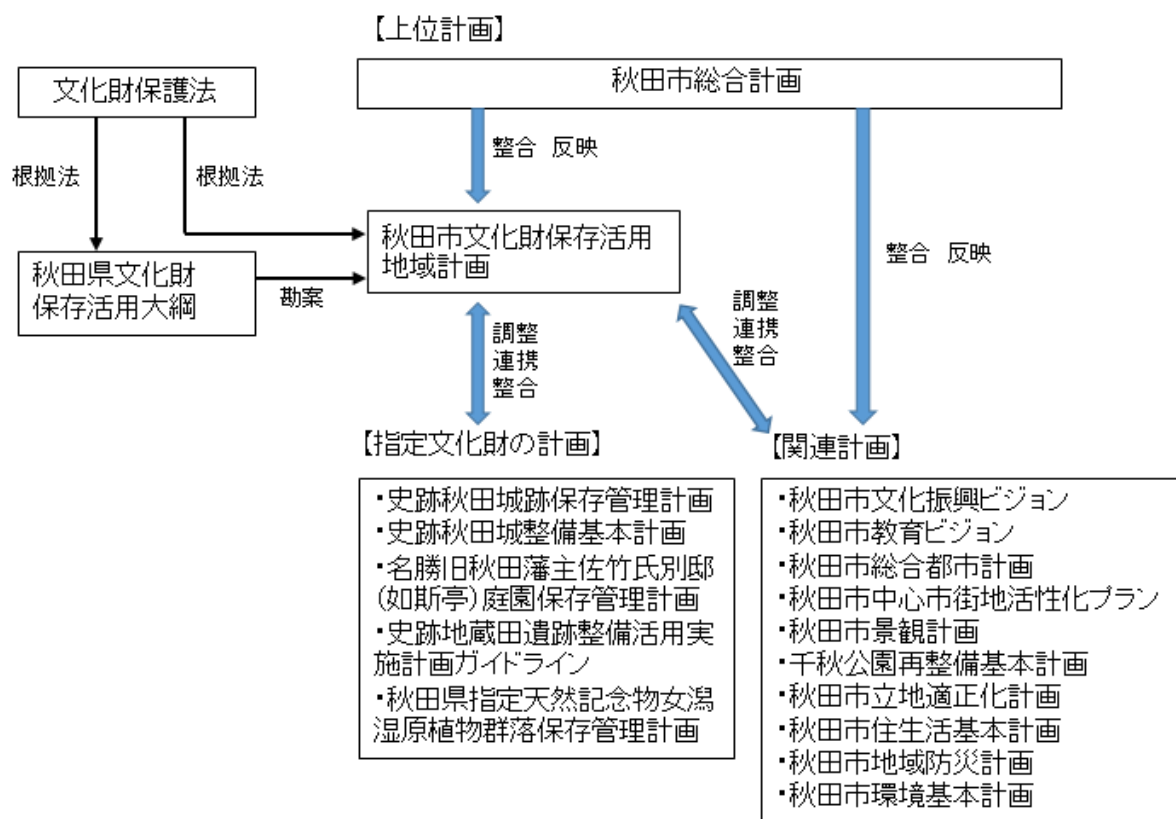 【上位計画】
秋田市総合計画
文化財保護法
整合 反映
根拠法
根拠法
秋田市文化財保存活用
地域計画
整合 反映
秋田県文化財
保存活用大綱
勘案
調整
連携
整合
調整
連携
整合
【指定文化財の計画】
・史跡秋田城跡保存管理計画
・史跡秋田城整備基本計画
・名勝旧秋田藩主佐竹氏別邸
(如斯亭)庭園保存管理計画
・史跡地蔵田遺跡整備活用実
施計画ガイドライン
・秋田県指定天然記念物女潟
湿原植物群落保存管理計画
【関連計画】
・秋田市文化振興ビジョン
・秋田市教育ビジョン
・秋田市総合都市計画
・秋田市中心市街地活性化プラン
・秋田市景観計画
・千秋公園再整備基本計画
・秋田市立地適正化計画
・秋田市住生活基本計画
・秋田市地域防災計画
・秋田市環境基本計画